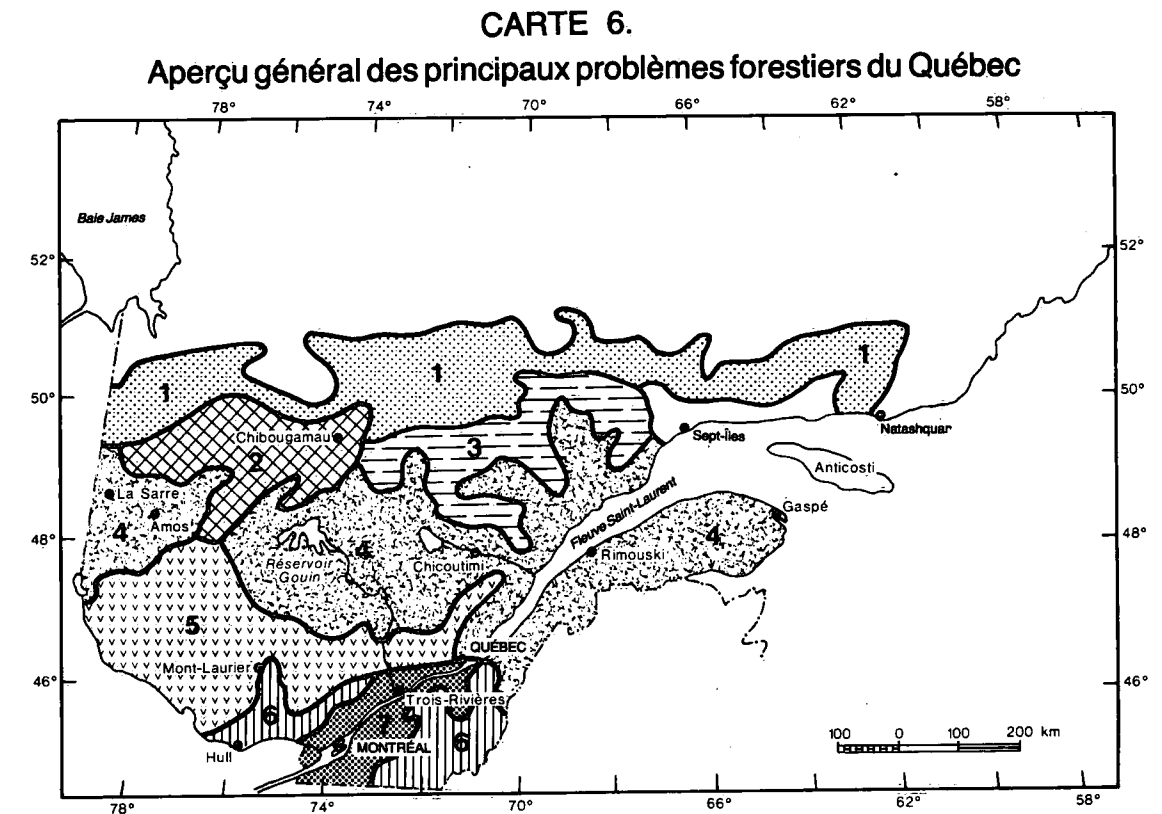 CARTE 6.
Aperçu général des principaux problèmes forestiers du Québec
78° 74° 70° 66° 62° 58°
Baie James
52° 52°
1 1 1
50° 50°
Chibougamau
Natashquan
Sept-Îles
2 3
Anticosti
La Sarre
Gaspé
Amos
Fleuve Saint-Laurent
4 4 4
48° 48°
Rimouski
Réservoir
Gouin
Chicoutimi
5
QUÉBEC
Mont-Laurier
46° 46°
Trois-Rivières
6 7 6
MONTRÉAL
Hull
100 0 100 200 km
78° 74° 70° 66° 62° 58°